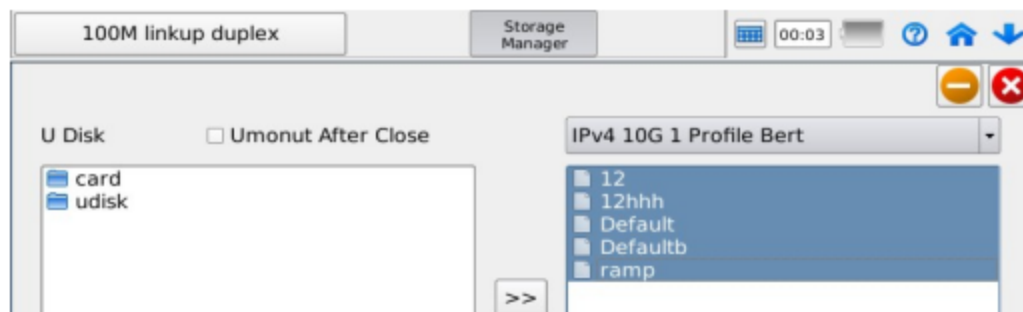 100M linkup duplex
Storage
Manager
00:03
U Disk
Umonut After Close
IPv4 10G 1 Profile Bert
card
udisk
12
12hhh
Default
Defaultb
ramp
>>